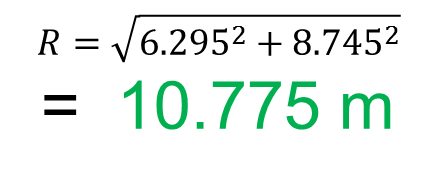 R = √6.295² + 8.745²
= 10.775 m